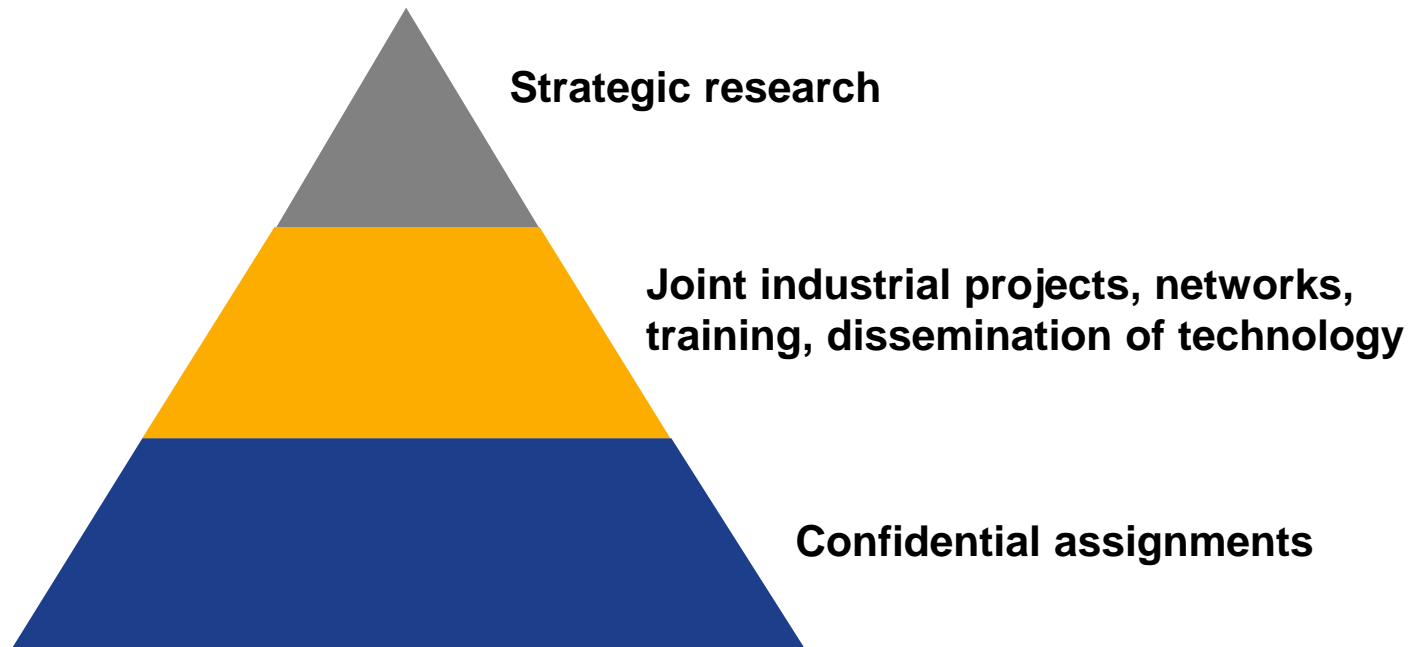 Strategic research
Joint industrial projects, networks,
training, dissemination of technology
Confidential assignments